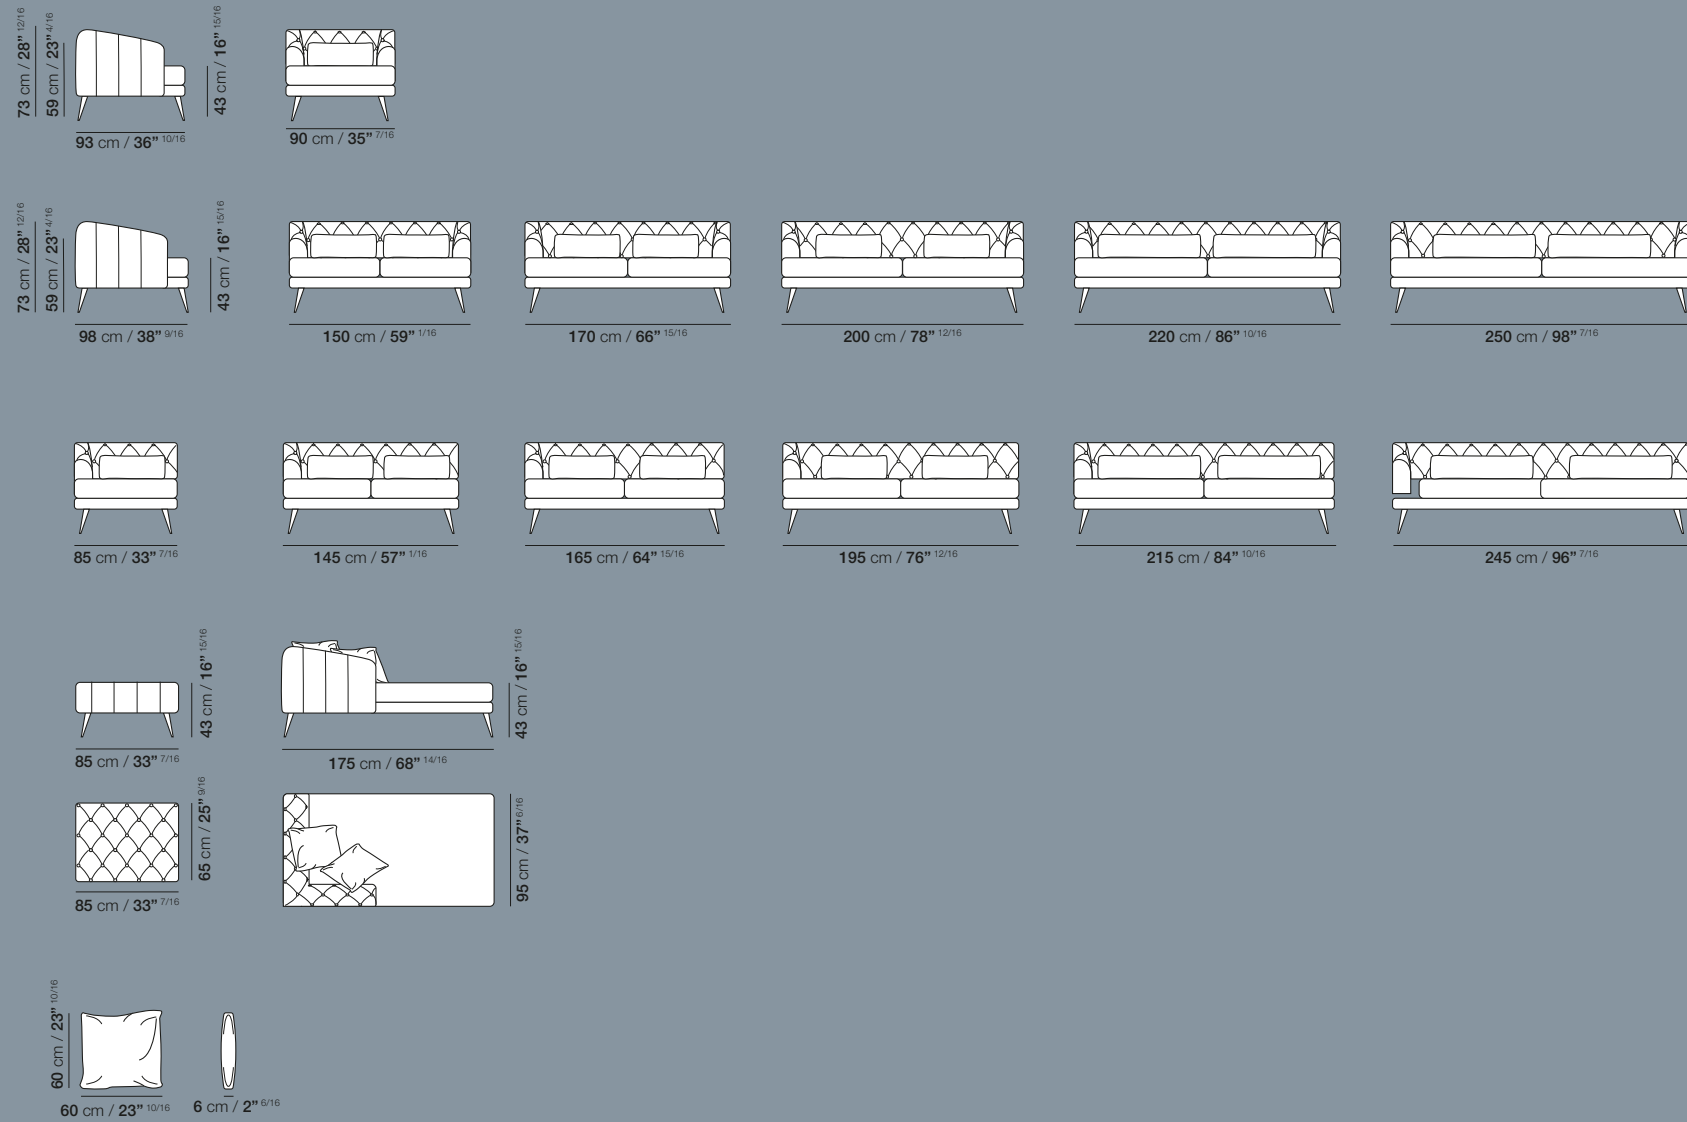 73 cm / 28” 12/16
59 cm / 23” 4/16
43 cm / 16” 15/16
93 cm / 36” 10/16
90 cm / 35” 7/16
73 cm / 28” 12/16
59 cm / 23” 4/16
43 cm / 16” 15/16
98 cm / 38” 9/16
150 cm / 59” 1/16
170 cm / 66” 15/16
200 cm / 78” 12/16
220 cm / 86” 10/16
250 cm / 98” 7/16
85 cm / 33” 7/16
145 cm / 57” 1/16
165 cm / 64” 15/16
195 cm / 76” 12/16
215 cm / 84” 10/16
245 cm / 96” 7/16
43 cm / 16” 15/16
85 cm / 33” 7/16
43 cm / 16” 15/16
175 cm / 68” 14/16
65 cm / 25” 9/16
85 cm / 33” 7/16
95 cm / 37” 6/16
60 cm / 23” 10/16
60 cm / 23” 10/16
6 cm / 2” 6/16